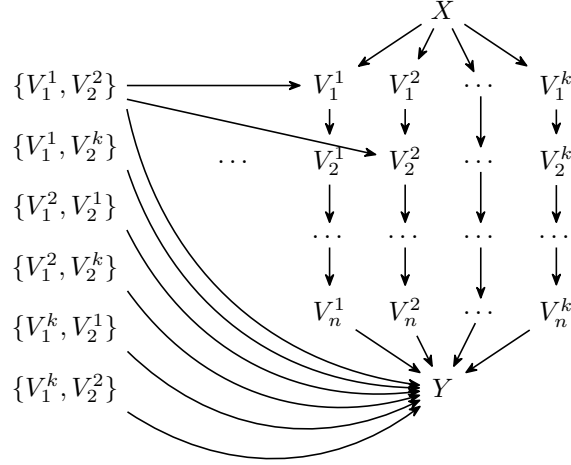 X
{V_1^1, V_2^2} V_1^1 V_1^2 ⋯ V_1^k
{V_1^1, V_2^k} ⋯ V_2^1 V_2^2 ⋯ V_2^k
{V_1^2, V_2^1}
{V_1^2, V_2^k} ⋯ ⋯ ⋯ ⋯
{V_1^k, V_2^1} V_n^1 V_n^2 ⋯ V_n^k
{V_1^k, V_2^2} Y